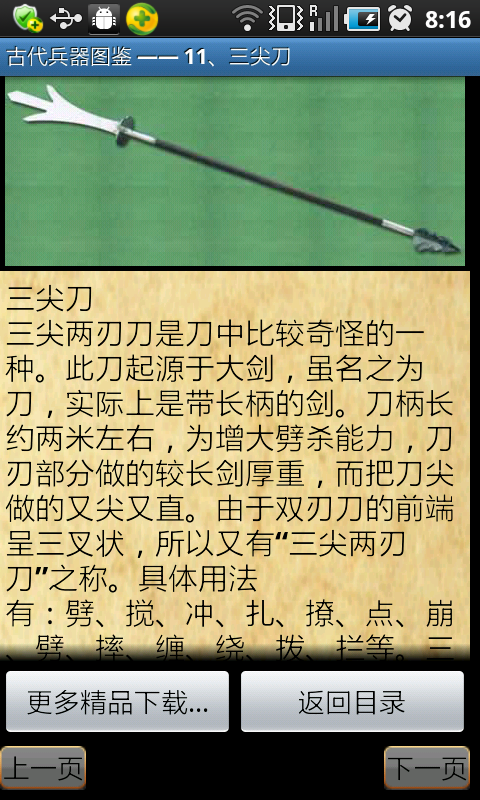 8:16
古代兵器图鉴 —— 11、三尖刀
三尖刀
三尖两刃刀是刀中比较奇怪的一
种。此刀起源于大剑，虽名之为
刀，实际上是带长柄的剑。刀柄长
约两米左右，为增大劈杀能力，刀
刃部分做的较长剑厚重，而把刀尖
做的又尖又直。由于双刃刀的前端
呈三叉状，所以又有“三尖两刃
刀”之称。具体用法
有：劈、搅、冲、扎、撩、点、崩
、劈、摔、缠、绕、拨、拦等。三
更多精品下载...
返回目录
上一页
下一页